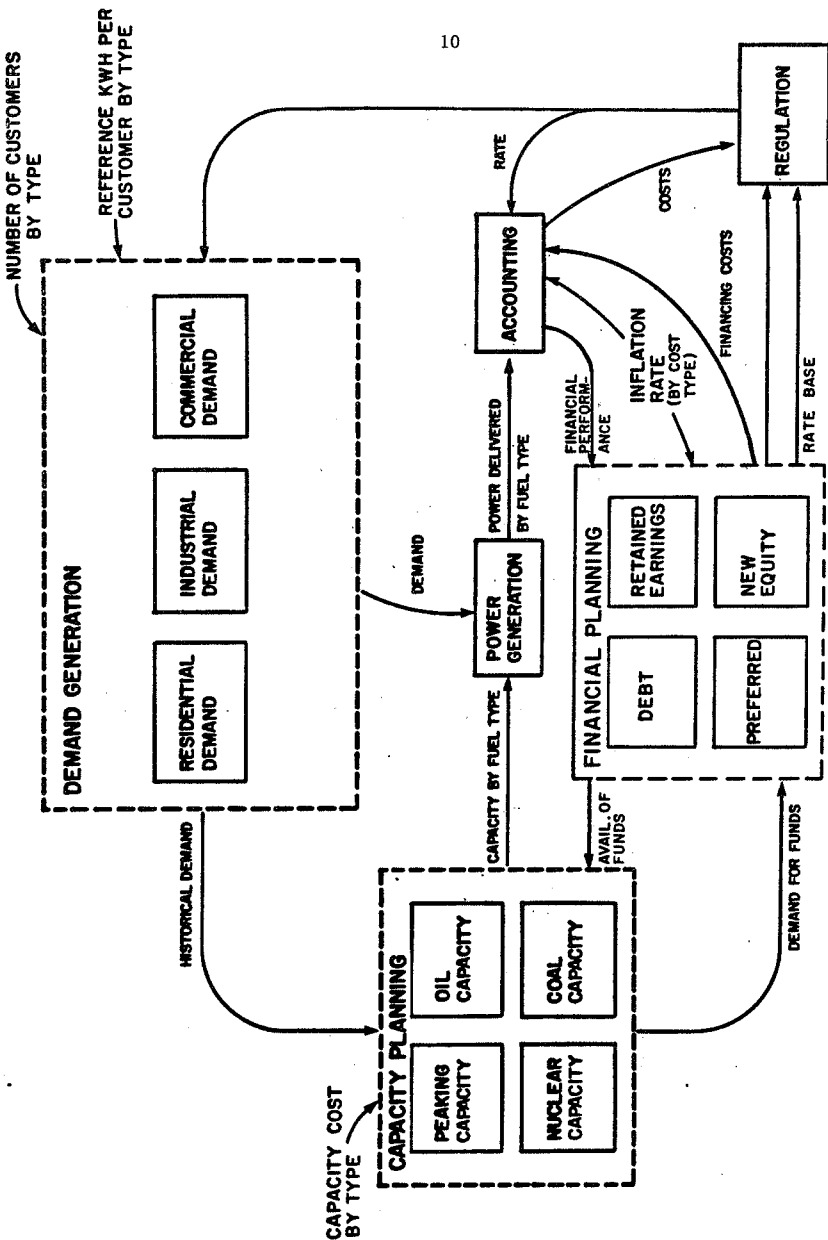 10
NUMBER OF CUSTOMERS
BY TYPE
REFERENCE KWH PER
CUSTOMER BY TYPE
DEMAND GENERATION
RESIDENTIAL
DEMAND
INDUSTRIAL
DEMAND
COMMERCIAL
DEMAND
HISTORICAL DEMAND
DEMAND
RATE
CAPACITY COST
BY TYPE
CAPACITY PLANNING
PEAKING
CAPACITY
OIL
CAPACITY
NUCLEAR
CAPACITY
COAL
CAPACITY
CAPACITY BY FUEL TYPE
POWER
GENERATION
POWER DELIVERED
BY FUEL TYPE
ACCOUNTING
COSTS
AVAIL. OF
FUNDS
FINANCIAL
PERFORM-
ANCE
INFLATION
RATE
(BY COST
TYPE)
FINANCIAL PLANNING
DEBT
RETAINED
EARNINGS
PREFERRED
NEW
EQUITY
FINANCING COSTS
RATE BASE
REGULATION
DEMAND FOR FUNDS